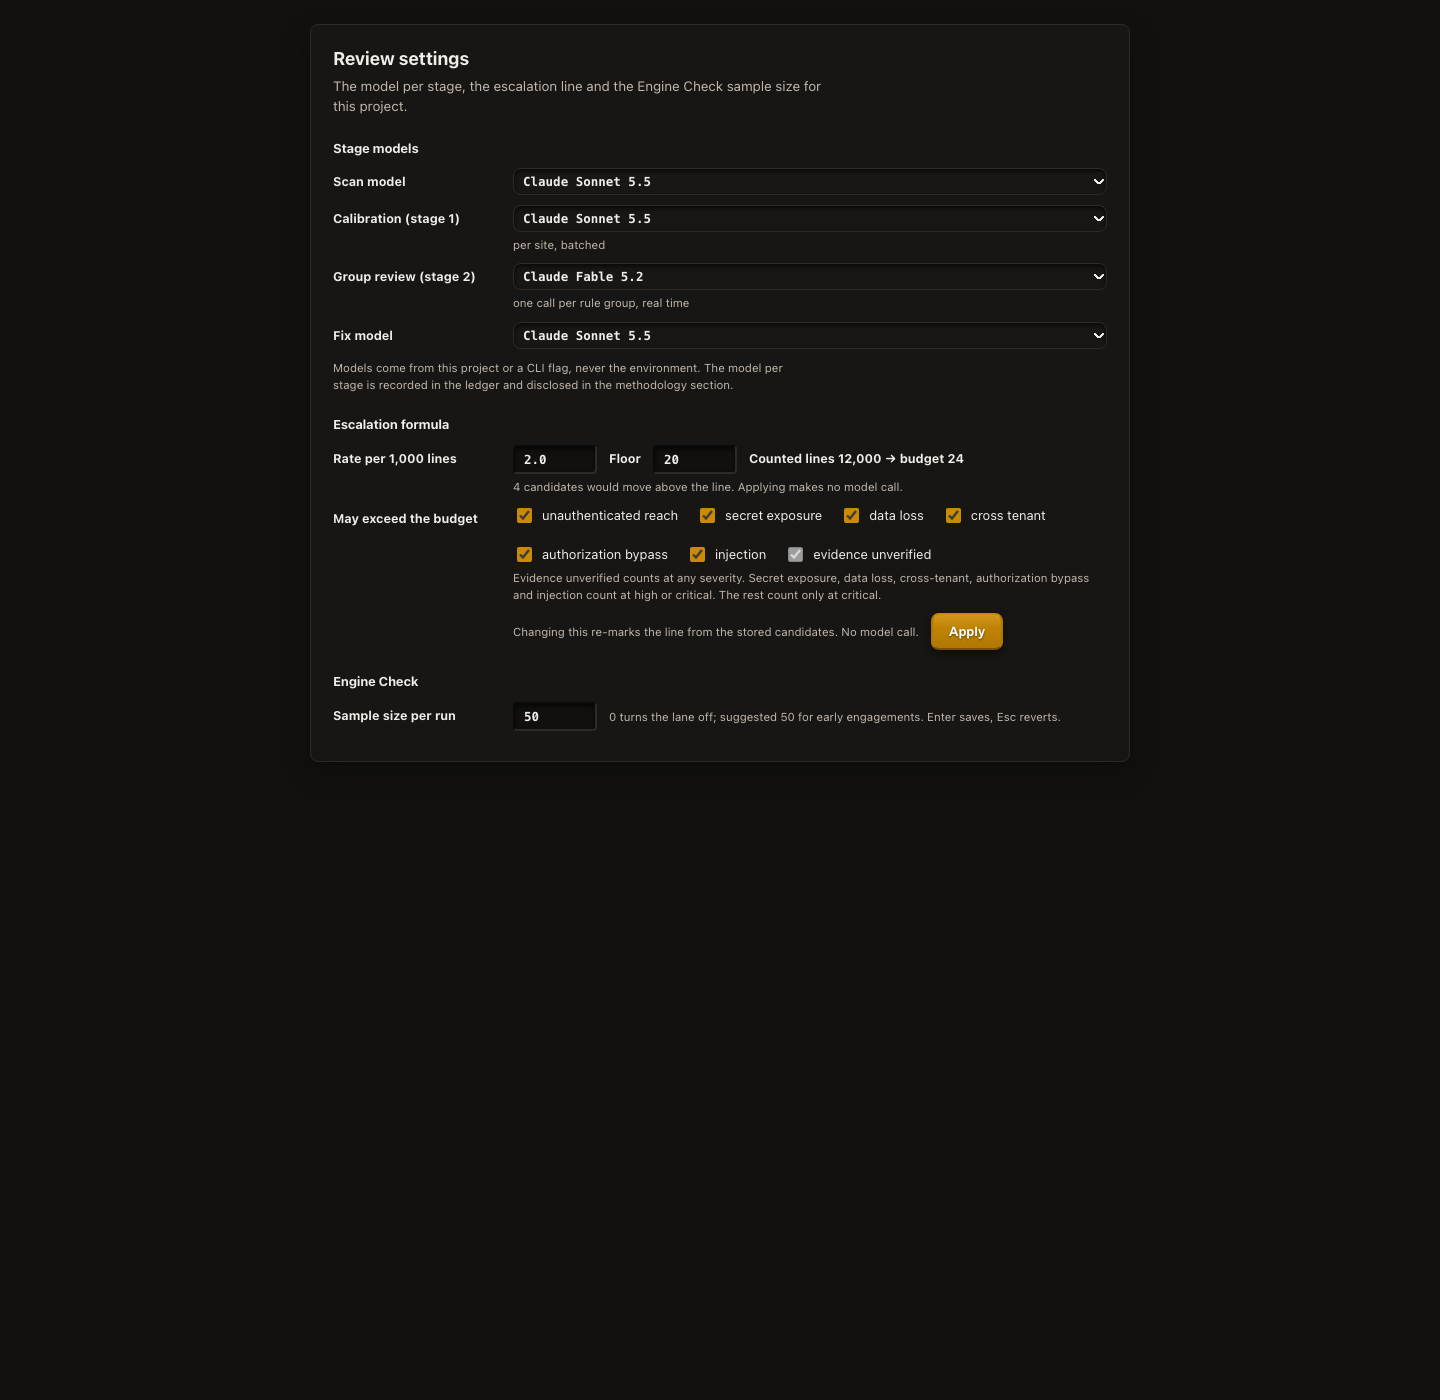 Review settings
The model per stage, the escalation line and the Engine Check sample size for
this project.
Stage models
Scan model
Claude Sonnet 5.5
Calibration (stage 1)
Claude Sonnet 5.5
per site, batched
Group review (stage 2)
Claude Fable 5.2
one call per rule group, real time
Fix model
Claude Sonnet 5.5
Models come from this project or a CLI flag, never the environment. The model per
stage is recorded in the ledger and disclosed in the methodology section.
Escalation formula
Rate per 1,000 lines 2.0 Floor 20 Counted lines 12,000 → budget 24
4 candidates would move above the line. Applying makes no model call.
May exceed the budget unauthenticated reach secret exposure data loss cross tenant
authorization bypass injection evidence unverified
Evidence unverified counts at any severity. Secret exposure, data loss, cross-tenant, authorization bypass
and injection count at high or critical. The rest count only at critical.
Changing this re-marks the line from the stored candidates. No model call. Apply
Engine Check
Sample size per run 50 0 turns the lane off; suggested 50 for early engagements. Enter saves, Esc reverts.